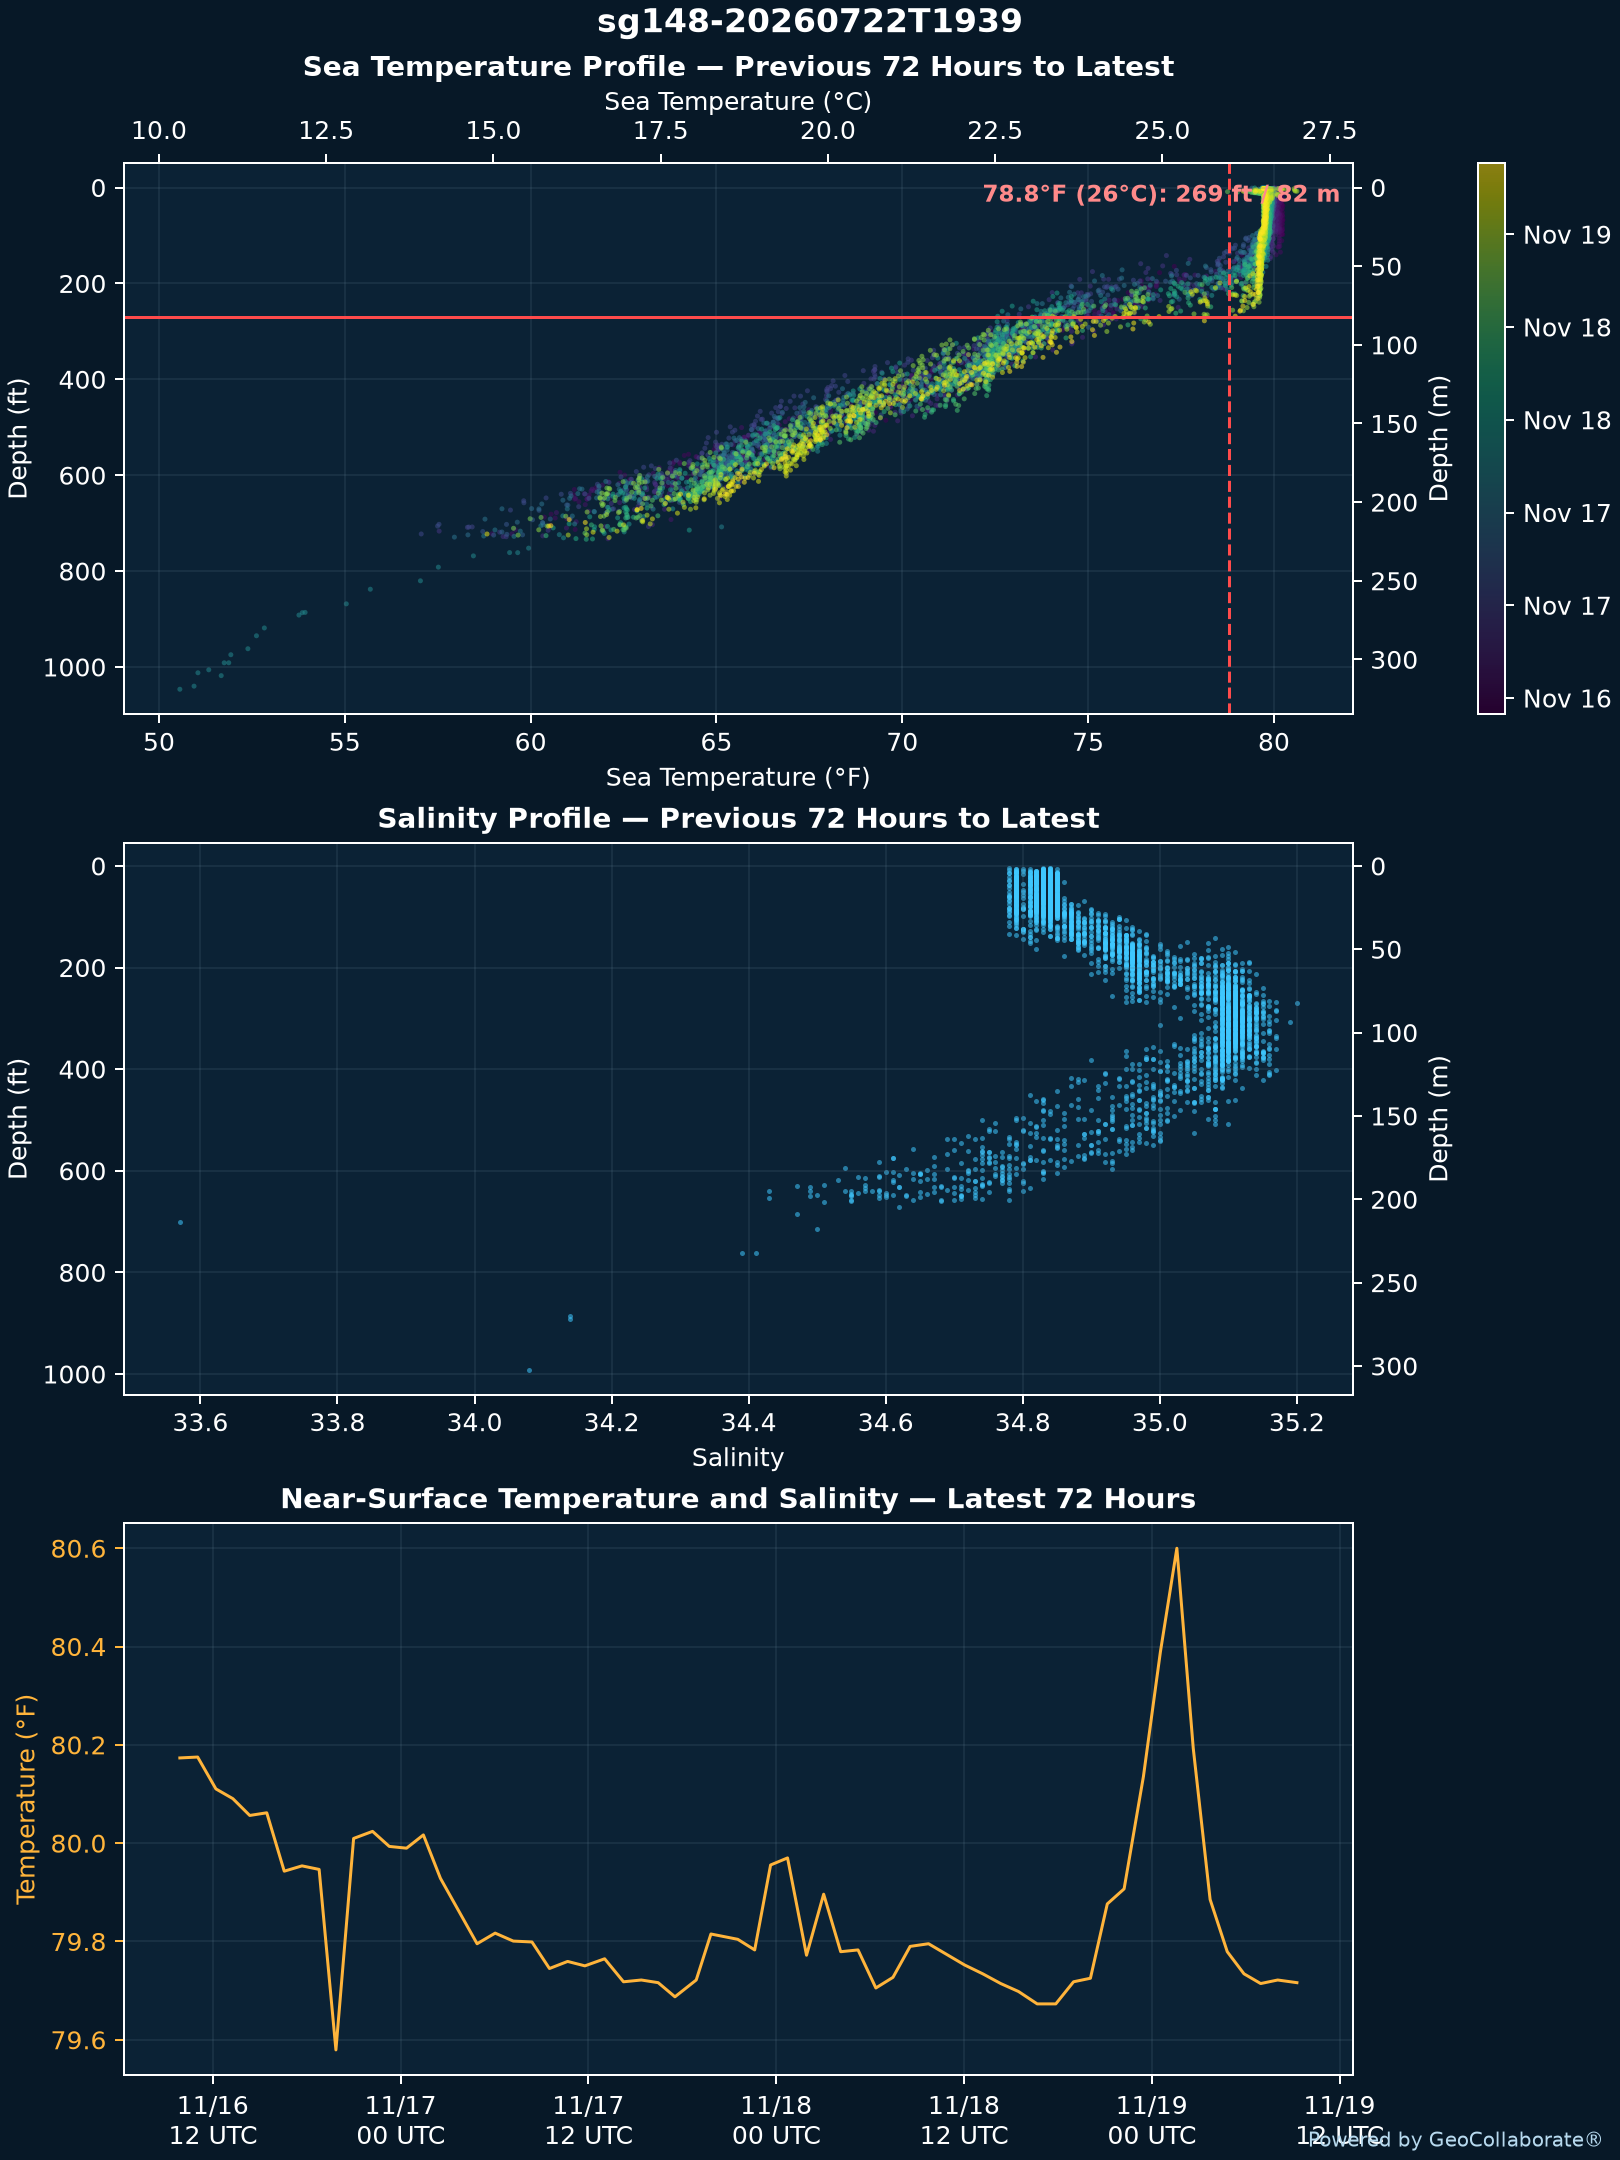 sg148-20260722T1939
Sea Temperature Profile — Previous 72 Hours to Latest
Sea Temperature (°C)
10.0 12.5 15.0 17.5 20.0 22.5 25.0 27.5
78.8°F (26°C): 269 ft / 82 m
0
200
400
600
800
1000
Depth (ft)
0
50
100
150
200
250
300
Depth (m)
Nov 19
Nov 18
Nov 18
Nov 17
Nov 17
Nov 16
50 55 60 65 70 75 80
Sea Temperature (°F)
Salinity Profile — Previous 72 Hours to Latest
0
200
400
600
800
1000
Depth (ft)
0
50
100
150
200
250
300
Depth (m)
33.6 33.8 34.0 34.2 34.4 34.6 34.8 35.0 35.2
Salinity
Near-Surface Temperature and Salinity — Latest 72 Hours
80.6
80.4
80.2
80.0
79.8
79.6
Temperature (°F)
11/16 11/17 11/17 11/18 11/18 11/19 11/19
12 UTC 00 UTC 12 UTC 00 UTC 12 UTC 00 UTC 12 UTC
Powered by GeoCollaborate®